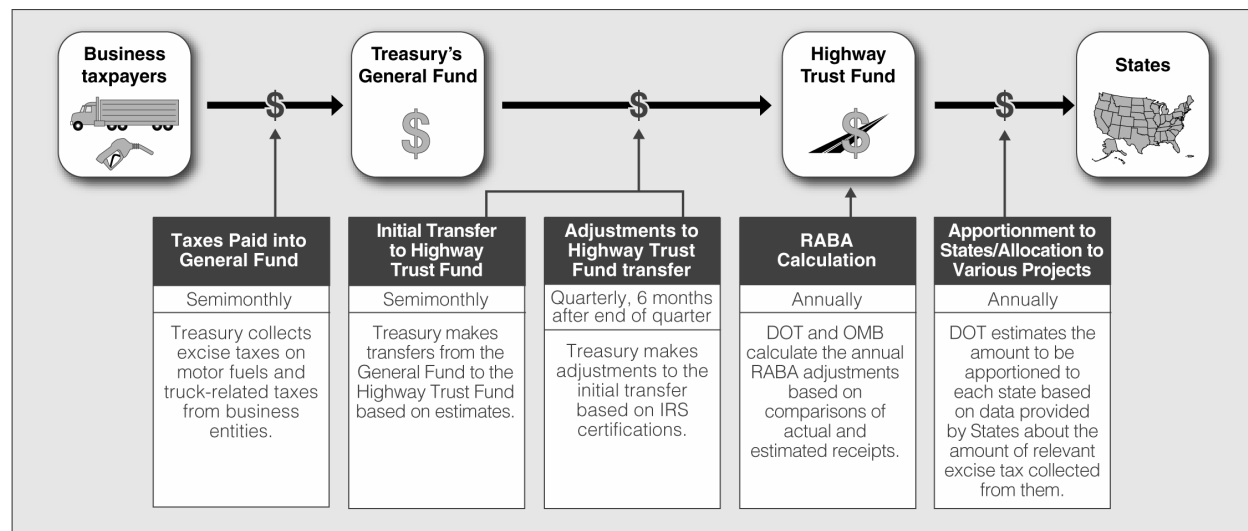 Business
taxpayers
$
Treasury's
General Fund
$
$
Highway
Trust Fund
$
$
States
Taxes Paid into
General Fund
Semimonthly
Treasury collects
excise taxes on
motor fuels and
truck-related taxes
from business
entities.
Initial Transfer
to Highway
Trust Fund
Semimonthly
Treasury makes
transfers from the
General Fund to the
Highway Trust Fund
based on estimates.
Adjustments to
Highway Trust
Fund transfer
Quarterly, 6 months
after end of quarter
Treasury makes
adjustments to the
initial transfer
based on IRS
certifications.
RABA
Calculation
Annually
DOT and OMB
calculate the annual
RABA adjustments
based on
comparisons of
actual and
estimated receipts.
Apportionment to
States/Allocation to
Various Projects
Annually
DOT estimates the
amount to be
apportioned to
each state based
on data provided
by States about the
amount of relevant
excise tax collected
from them.